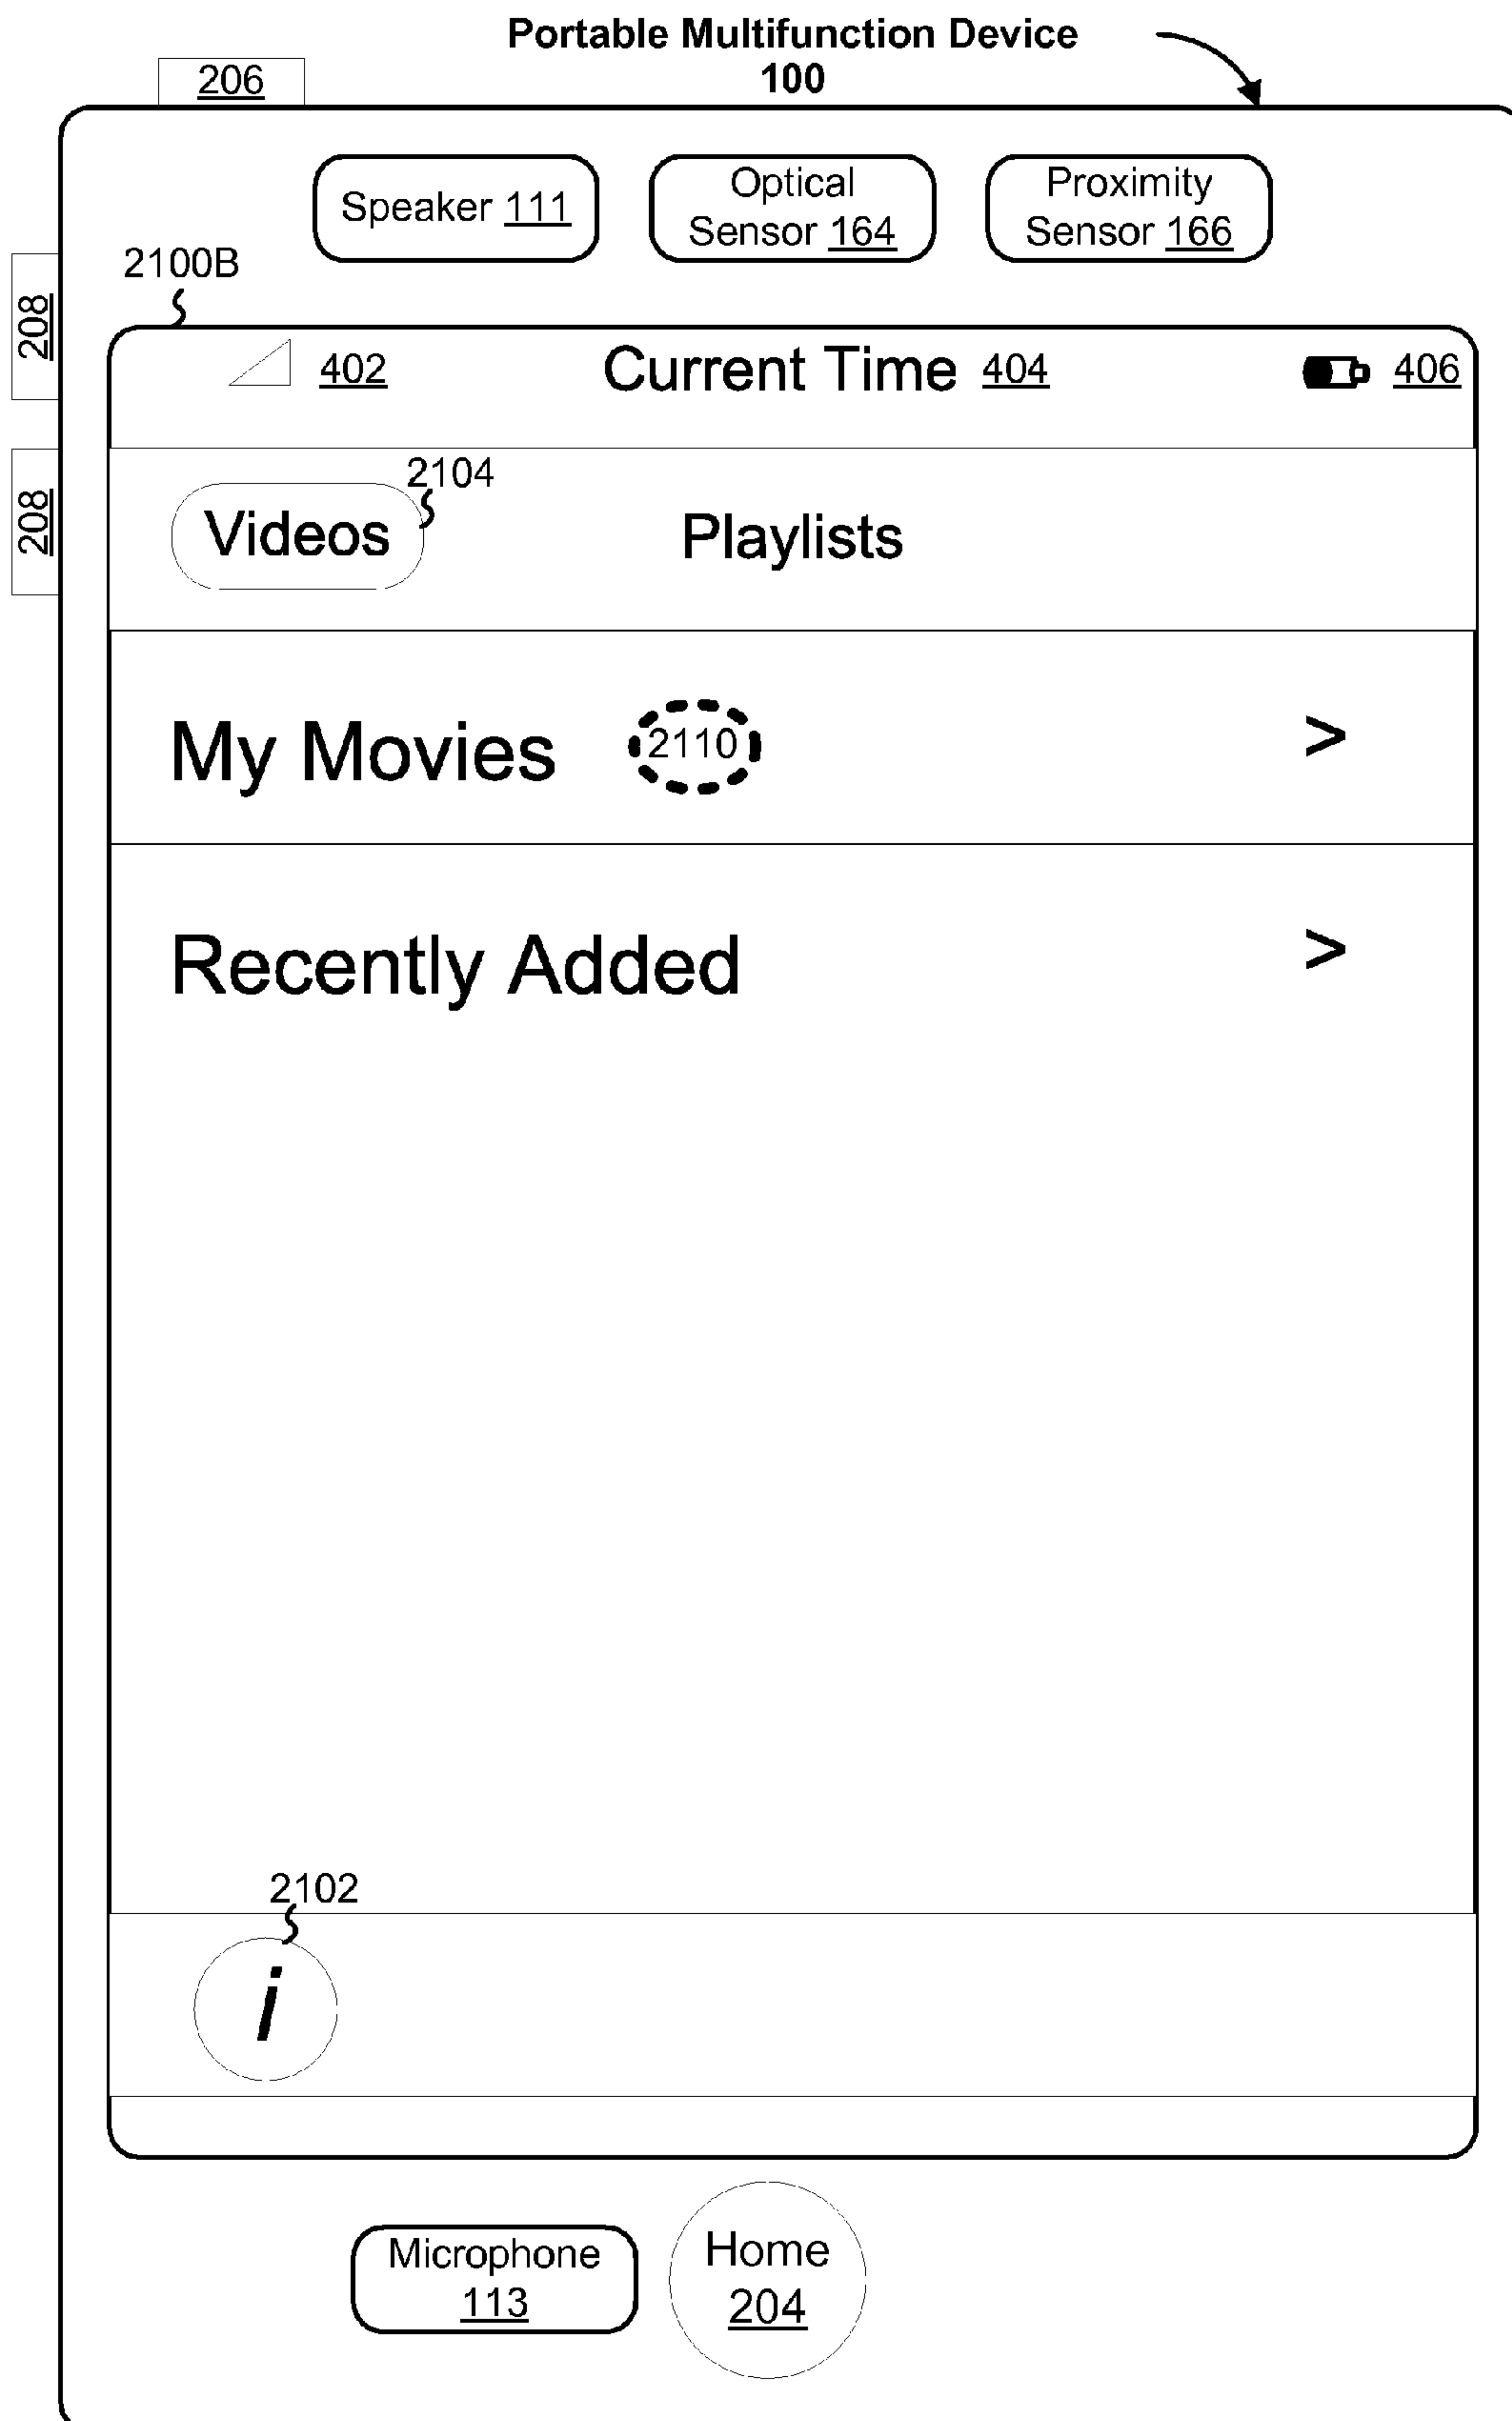 Portable Multifunction Device
100
206
Speaker 111
Optical
Sensor 164
Proximity
Sensor 166
2100B
208
402
Current Time 404
406
2104
208
Videos
Playlists
My Movies
2110
>
Recently Added
>
2102
i
Microphone
113
Home
204